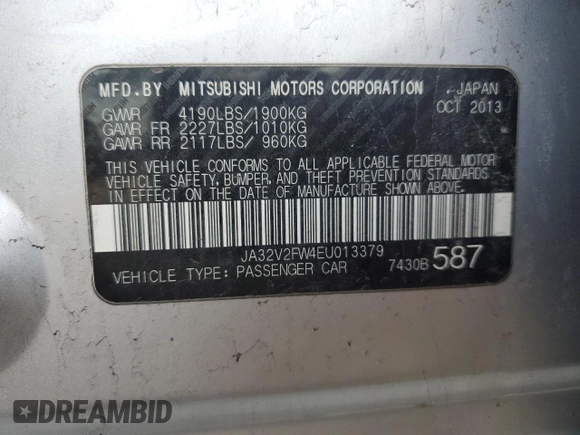 MFD.BY MITSUBISHI MOTORS CORPORATION JAPAN
GVWR 4190LBS/1900KG OCT 2013
GAWR FR 2227LBS/1010KG
GAWR RR 2117LBS/ 960KG
THIS VEHICLE CONFORMS TO ALL APPLICABLE FEDERAL MOTOR
VEHICLE SAFETY, BUMPER, AND THEFT PREVENTION STANDARDS
IN EFFECT ON THE DATE OF MANUFACTURE SHOWN ABOVE.
JA32V2FW4EU013379
VEHICLE TYPE: PASSENGER CAR 7430B 587
DREAMBID